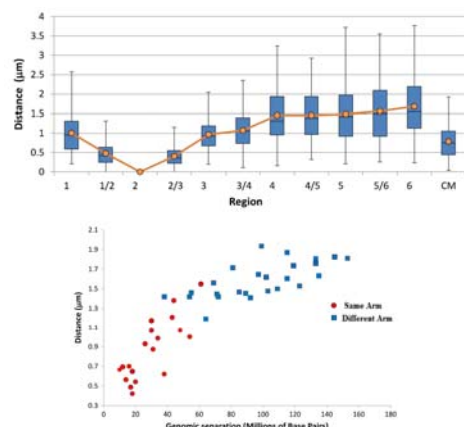 4
3.5
3
2.5
2
1.5
1
0.5
0
Distance (µm)
1 1/2 2 2/3 3 3/4 4 4/5 5 5/6 6 CM
Region
2.1
1.9
1.7
1.5
1.3
1.1
0.9
0.7
0.5
0.3
Distance (µm)
Same Arm
Different Arm
0 20 40 60 80 100 120 140 160 180
Genomic separation (Millions of Base Pairs)